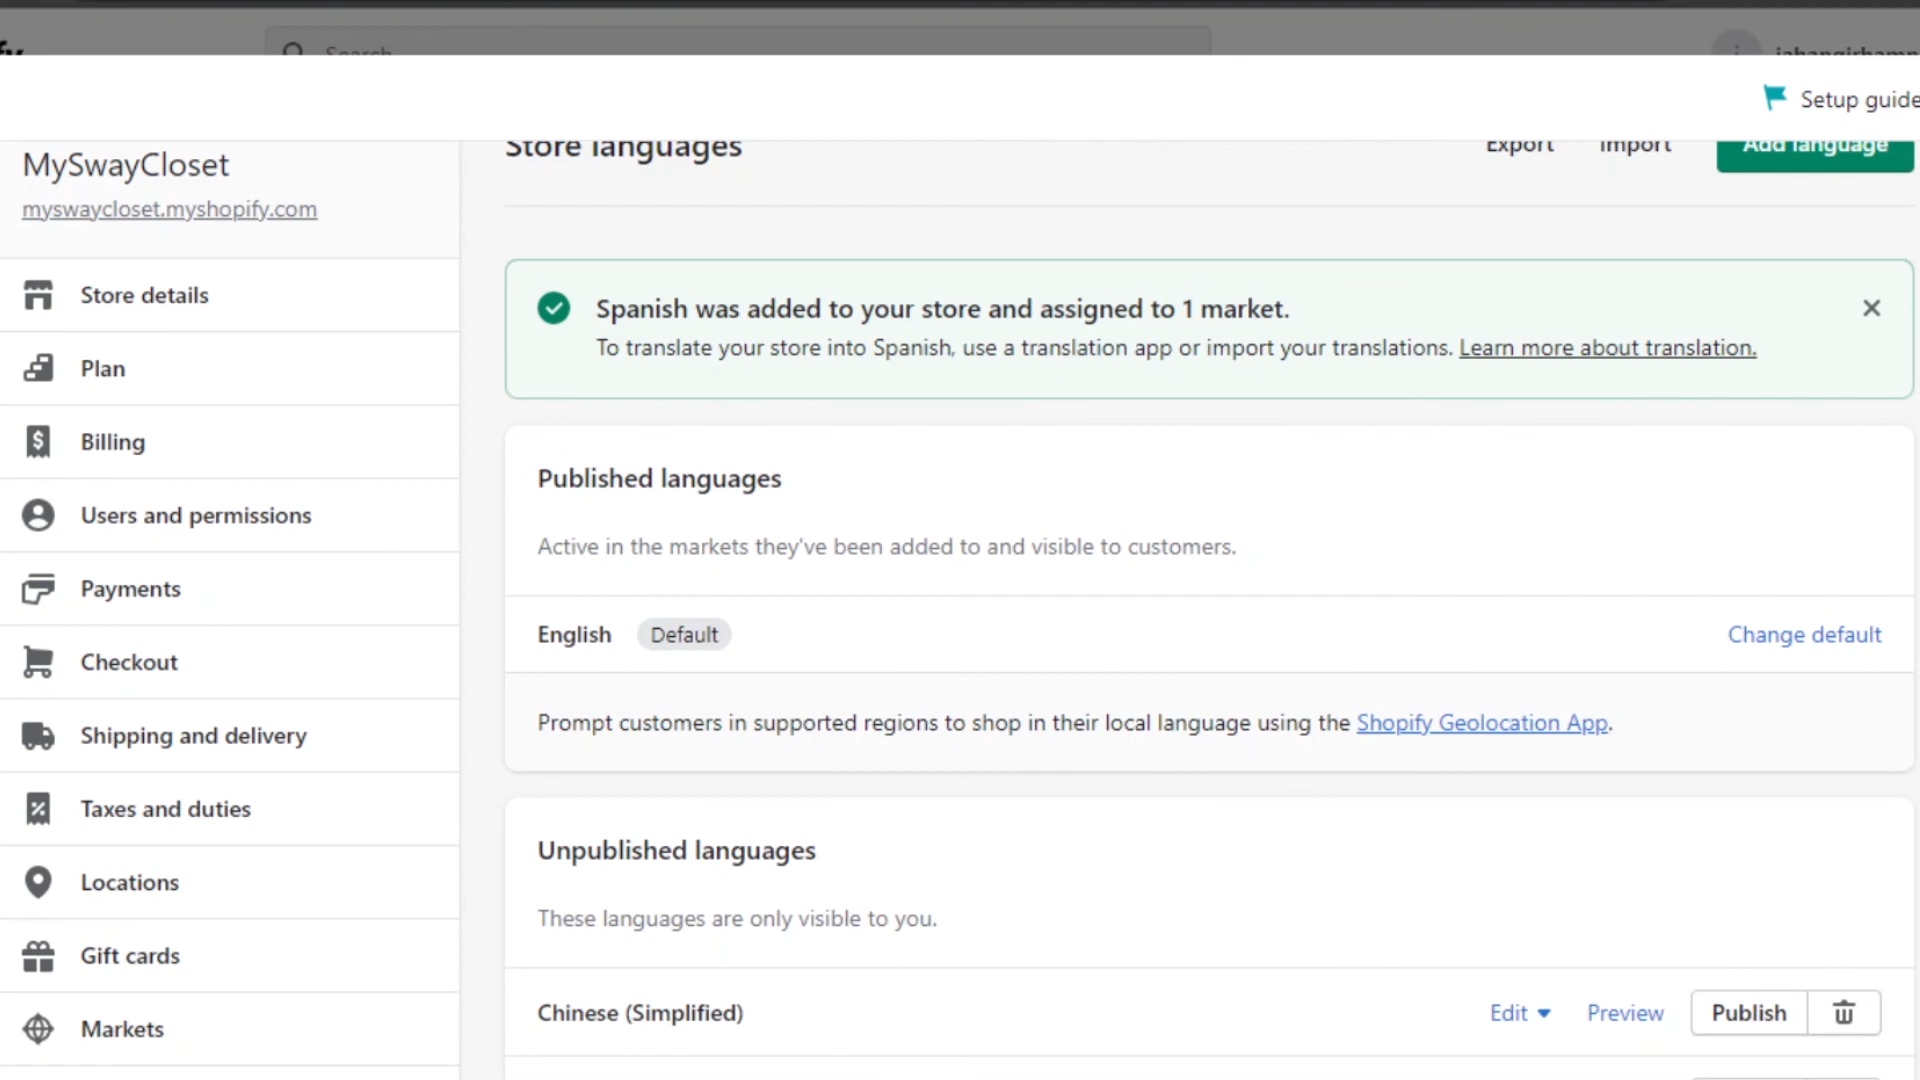 Search
Setup guide
Store languages
Export
Import
Add language
MySwayCloset
myswaycloset.myshopify.com
Store details
Plan
Billing
Users and permissions
Payments
Checkout
Shipping and delivery
Taxes and duties
Locations
Gift cards
Markets
Spanish was added to your store and assigned to 1 market.
To translate your store into Spanish, use a translation app or import your translations. Learn more about translation.
Published languages
Active in the markets they've been added to and visible to customers.
English
Default
Change default
Prompt customers in supported regions to shop in their local language using the Shopify Geolocation App.
Unpublished languages
These languages are only visible to you.
Chinese (Simplified)
Edit
Preview
Publish